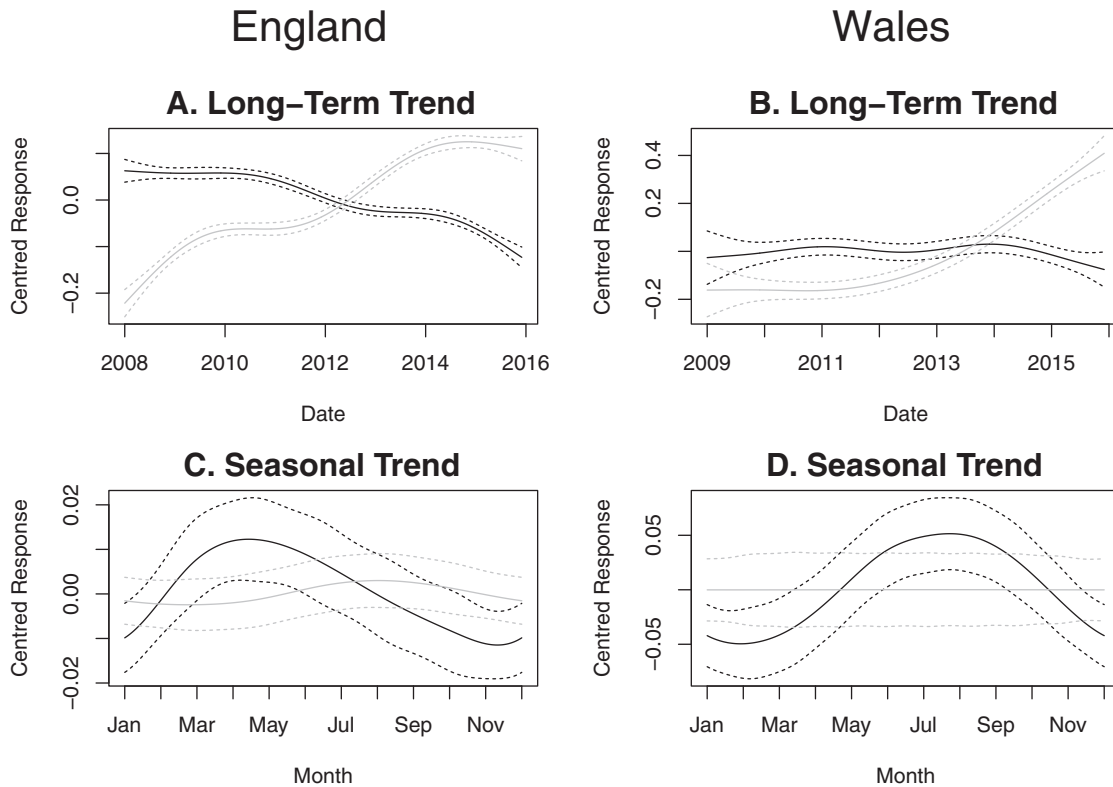 England
Wales
A. Long−Term Trend
Centred Response
0.0
−0.2
2008 2010 2012 2014 2016
Date
B. Long−Term Trend
Centred Response
0.4
0.2
−0.2
2009 2011 2013 2015
Date
C. Seasonal Trend
Centred Response
0.02
0.00
−0.02
Jan Mar May Jul Sep Nov
Month
D. Seasonal Trend
Centred Response
0.05
−0.05
Jan Mar May Jul Sep Nov
Month